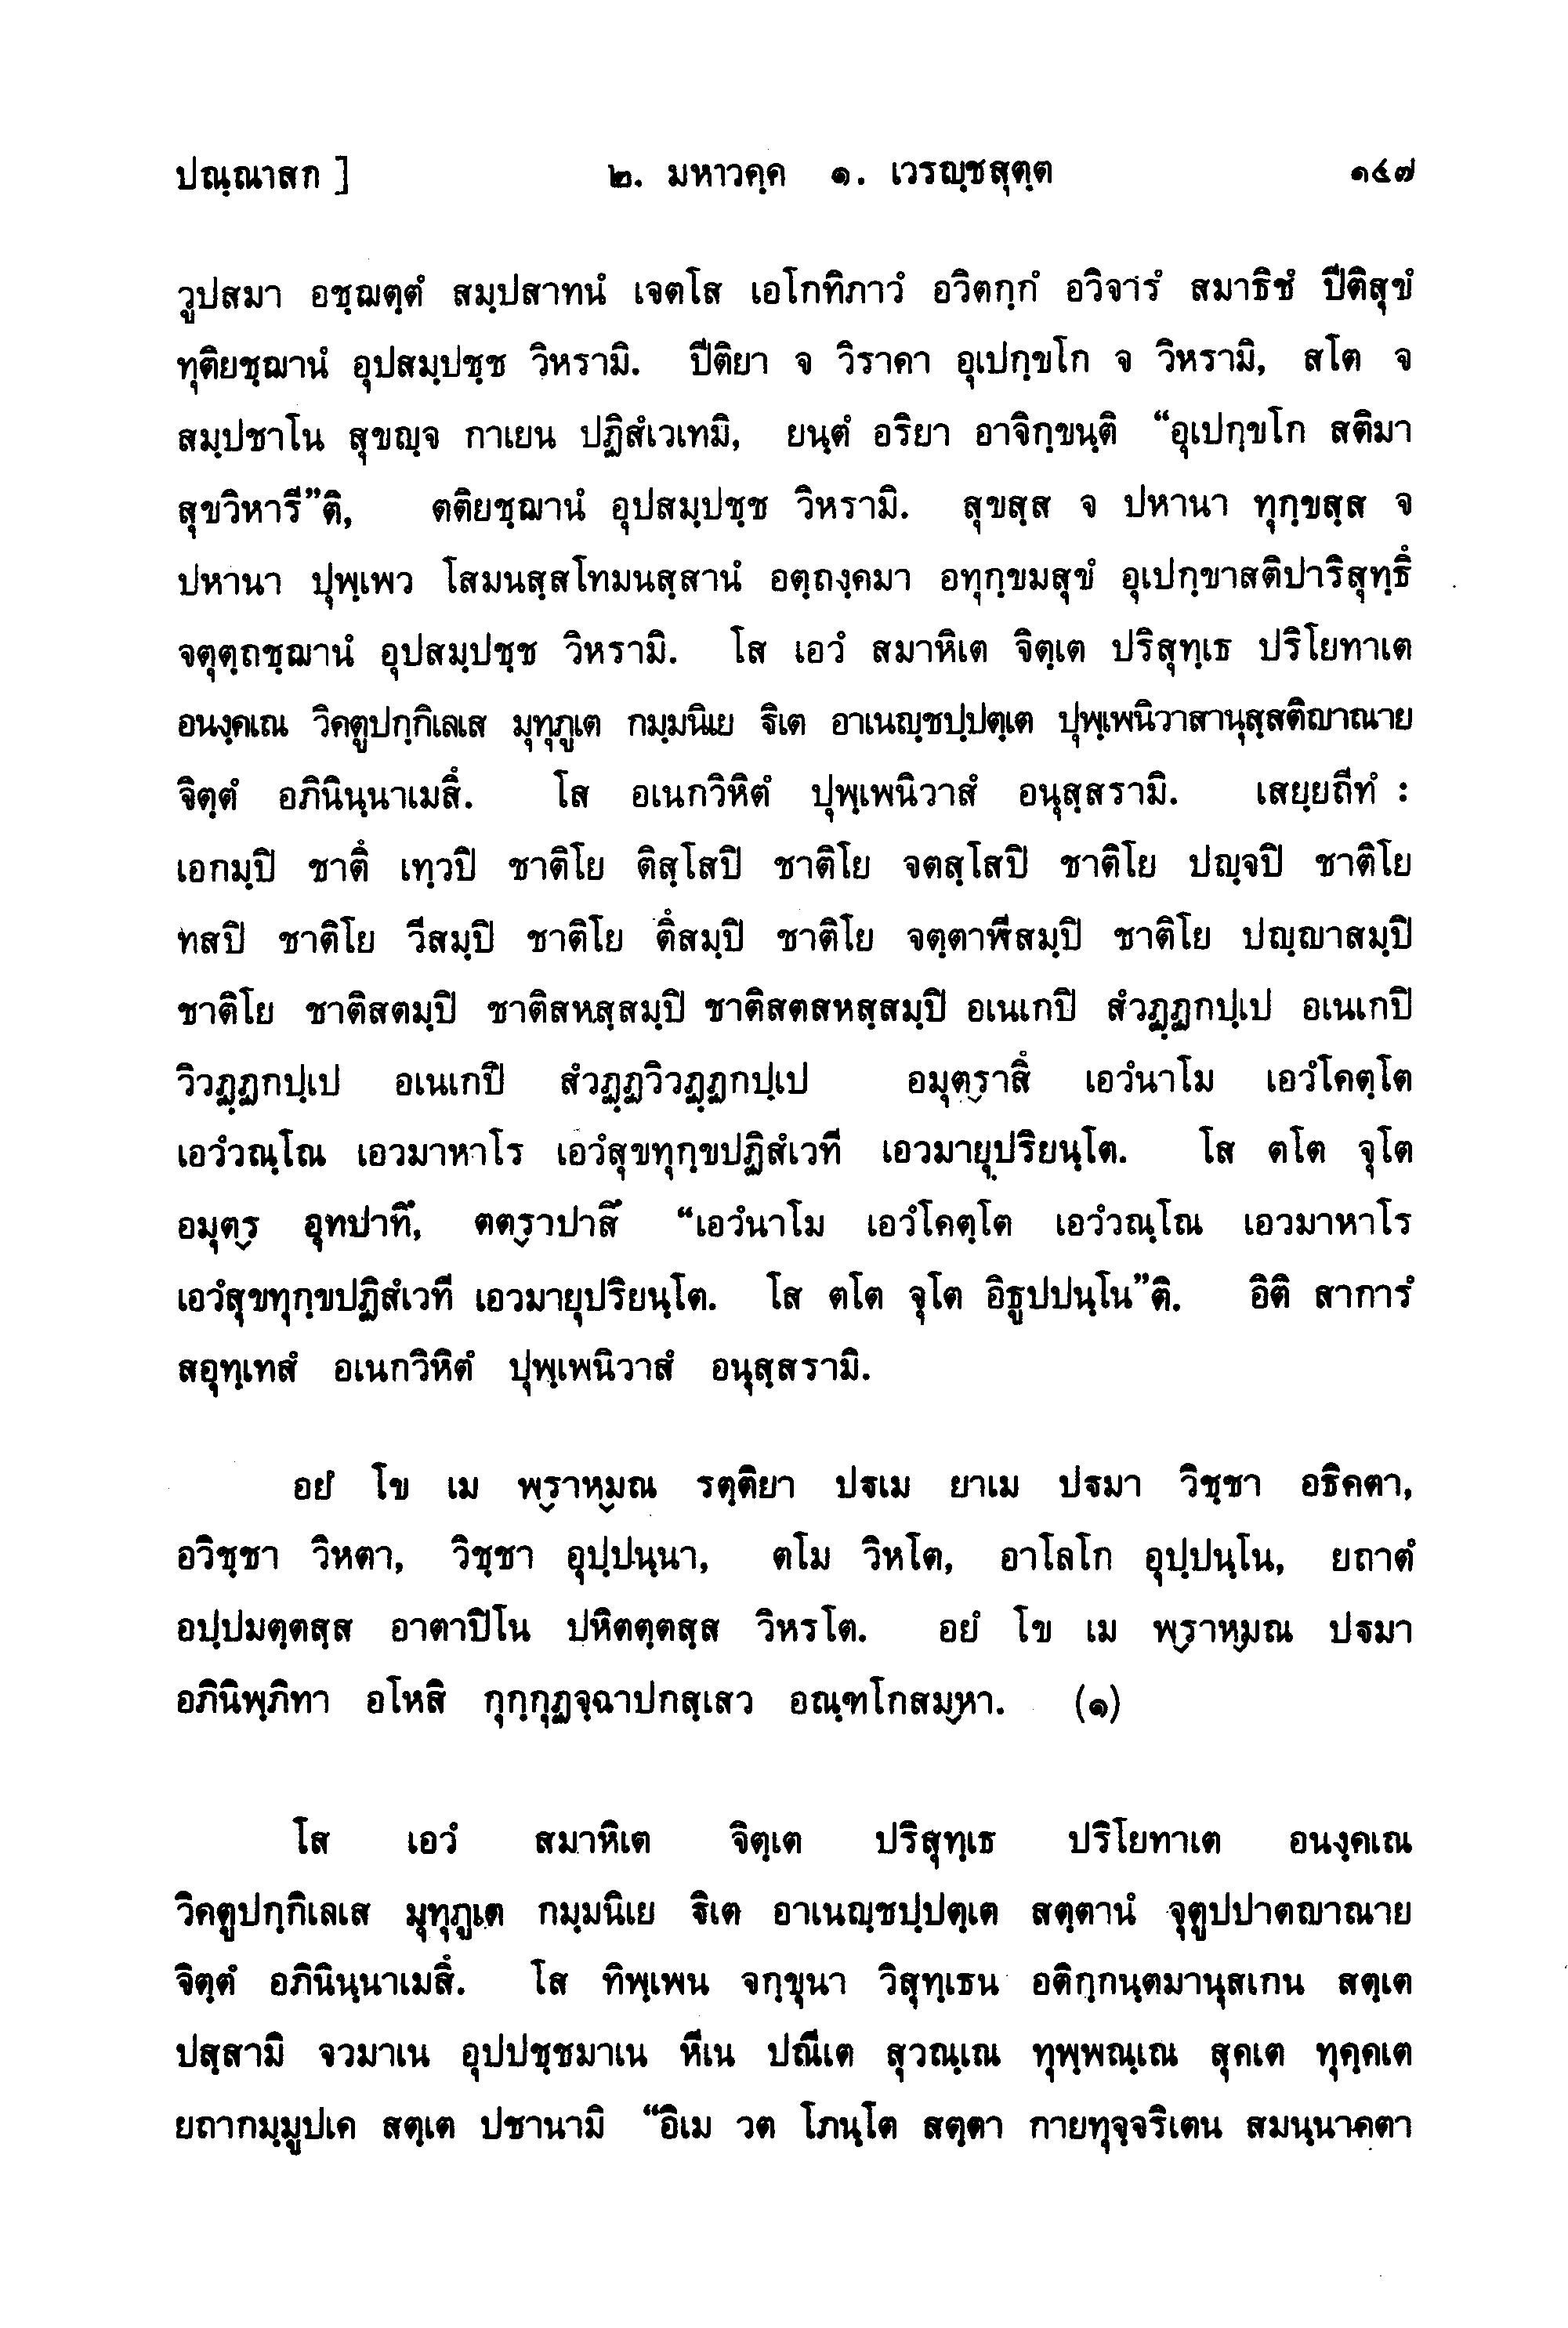 ปณฺณาสก ] ๒. มหาวคฺค ๑. เวรญฺชสุตฺต ๑๔๗
วูปสมา อชฺฌตฺตํ สมฺปสาทนํ เจตโส เอโกทิภาวํ อวิตกฺกํ อวิจารํ สมาธิชํ ปีติสุขํ
ทุติยชฺฌานํ อุปสมฺปชฺช วิหรามิ. ปีติยา จ วิราคา อุเปกฺขโก จ วิหรามิ, สโต จ
สมฺปชาโน สุขญฺจ กาเยน ปฏิสํเวเทมิ, ยนฺตํ อริยา อาจิกฺขนฺติ “อุเปกฺขโก สติมา
สุขวิหารี”ติ, ตติยชฺฌานํ อุปสมฺปชฺช วิหรามิ. สุขสฺส จ ปหานา ทุกฺขสฺส จ
ปหานา ปุพฺเพว โสมนสฺสโทมนสฺสานํ อตฺถงฺคมา อทุกฺขมสุขํ อุเปกฺขาสติปาริสุทฺธึ
จตุตฺถชฺฌานํ อุปสมฺปชฺช วิหรามิ. โส เอวํ สมาหิเต จิตฺเต ปริสุทฺเธ ปริโยทาเต
อนงฺคเณ วิคตูปกฺกิเลเส มุทุภูเต กมฺมนิเย ฐิเต อาเนญฺชปฺปตฺเต ปุพฺเพนิวาสานุสฺสติญาณาย
จิตฺตํ อภินินฺนาเมสึ. โส อเนกวิหิตํ ปุพฺเพนิวาสํ อนุสฺสรามิ. เสยฺยถีทํ :
เอกมฺปิ ชาตึ เทฺวปิ ชาติโย ติสฺโสปิ ชาติโย จตสฺโสปิ ชาติโย ปญฺจปิ ชาติโย
ทสปิ ชาติโย วีสมฺปิ ชาติโย ตึสมฺปิ ชาติโย จตฺตาฬีสมฺปิ ชาติโย ปญฺญาสมฺปิ
ชาติโย ชาติสตมฺปิ ชาติสหสฺสมฺปิ ชาติสตสหสฺสมฺปิ อเนเกปิ สํวฏฺฏกปฺเป อเนเกปิ
วิวฏฺฏกปฺเป อเนเกปิ สํวฏฺฏวิวฏฺฏกปฺเป อมุตฺราสึ เอวํนาโม เอวํโคตฺโต
เอวํวณฺโณ เอวมาหาโร เอวํสุขทุกฺขปฏิสํเวที เอวมายุปริยนฺโต. โส ตโต จุโต
อมุตฺร อุทปาทึ, ตตฺราปาสึ “เอวํนาโม เอวํโคตฺโต เอวํวณฺโณ เอวมาหาโร
เอวํสุขทุกฺขปฏิสํเวที เอวมายุปริยนฺโต. โส ตโต จุโต อิธูปปนฺโน”ติ. อิติ สาการํ
สอุทฺเทสํ อเนกวิหิตํ ปุพฺเพนิวาสํ อนุสฺสรามิ.
อยํ โข เม พฺราหฺมณ รตฺติยา ปฐเม ยาเม ปฐมา วิชฺชา อธิคตา,
อวิชฺชา วิหตา, วิชฺชา อุปฺปนฺนา, ตโม วิหโต, อาโลโก อุปฺปนฺโน, ยถาตํ
อปฺปมตฺตสฺส อาตาปิโน ปหิตตฺตสฺส วิหรโต. อยํ โข เม พฺราหฺมณ ปฐมา
อภินิพฺภิทา อโหสิ กุกฺกุฏจฺฉาปกสฺเสว อณฺฑโกสมฺหา. (๑)
โส เอวํ สมาหิเต จิตฺเต ปริสุทฺเธ ปริโยทาเต อนงฺคเณ
วิคตูปกฺกิเลเส มุทุภูเต กมฺมนิเย ฐิเต อาเนญฺชปฺปตฺเต สตฺตานํ จุตูปปาตญาณาย
จิตฺตํ อภินินฺนาเมสึ. โส ทิพฺเพน จกฺขุนา วิสุทฺเธน อติกฺกนฺตมานุสเกน สตฺเต
ปสฺสามิ จวมาเน อุปปชฺชมาเน หีเน ปณีเต สุวณฺเณ ทุพฺพณฺเณ สุคเต ทุคฺคเต
ยถากมฺมูปเค สตฺเต ปชานามิ “อิเม วต โภนฺโต สตฺตา กายทุจฺจริเตน สมนฺนาคตา